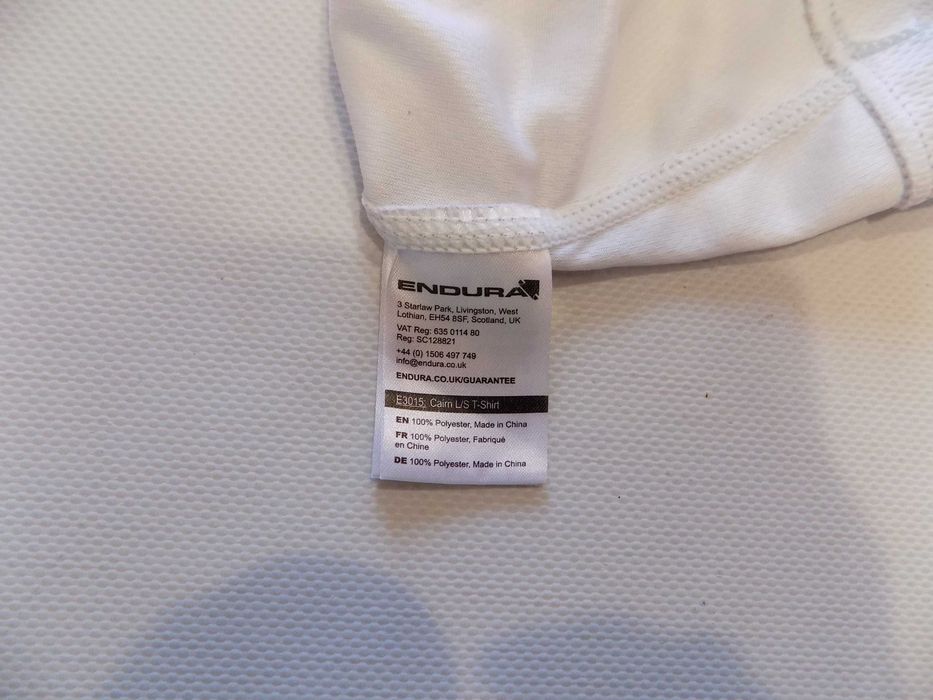 ENDURA
3 Starlaw Park, Livingston, West
Lothian, EH54 8SF, Scotland, UK
VAT Reg: 635 0114 80
Reg: SC128821
+44 (0) 1506 497 749
info@endura.co.uk
ENDURA.CO.UK/GUARANTEE
E3015: Cairn L/S T-Shirt
EN 100% Polyester, Made in China
FR 100% Polyester, Fabriqué
en Chine
DE 100% Polyester, Made in China